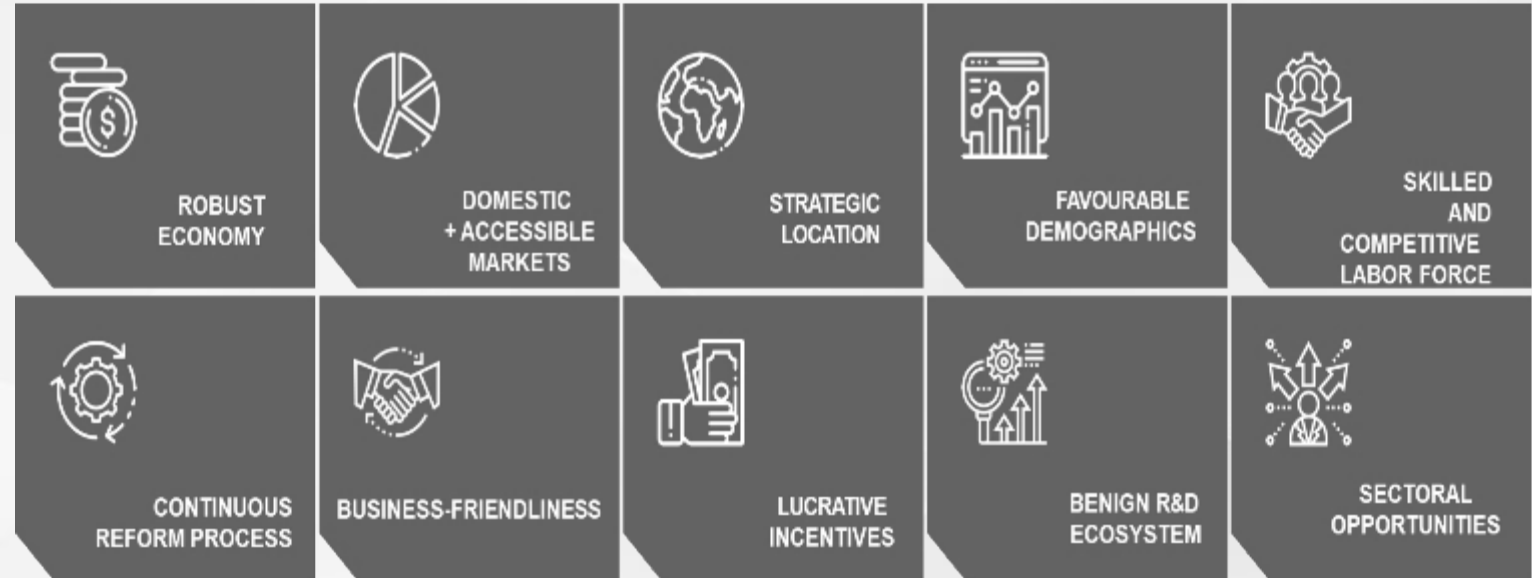 ROBUST
ECONOMY
DOMESTIC
+ ACCESSIBLE
MARKETS
STRATEGIC
LOCATION
FAVOURABLE
DEMOGRAPHICS
SKILLED
AND
COMPETITIVE
LABOR FORCE
CONTINUOUS
REFORM PROCESS
BUSINESS-FRIENDLINESS
LUCRATIVE
INCENTIVES
BENIGN R&D
ECOSYSTEM
SECTORAL
OPPORTUNITIES